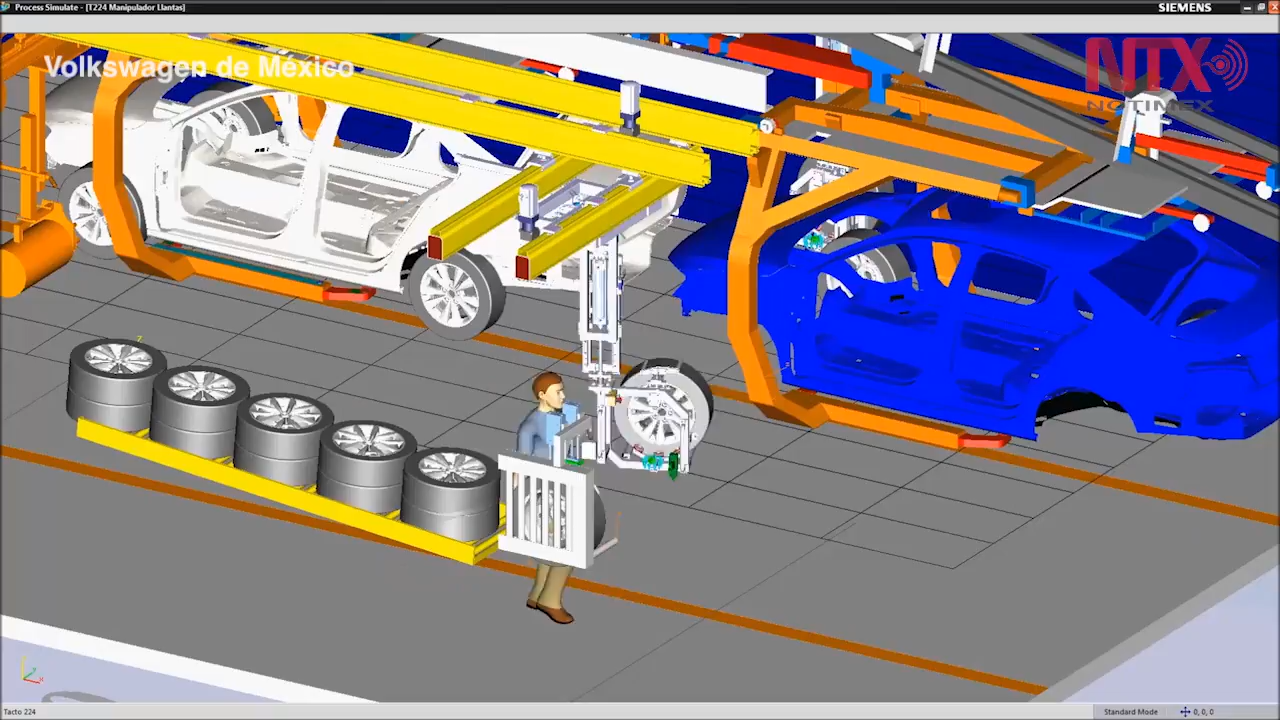 Process Simulate - [T224 Manipulador Llantas]
SIEMENS
Volkswagen de México
NTX
NOTIMEX
Tacto 224
Standard Mode
0, 0, 0